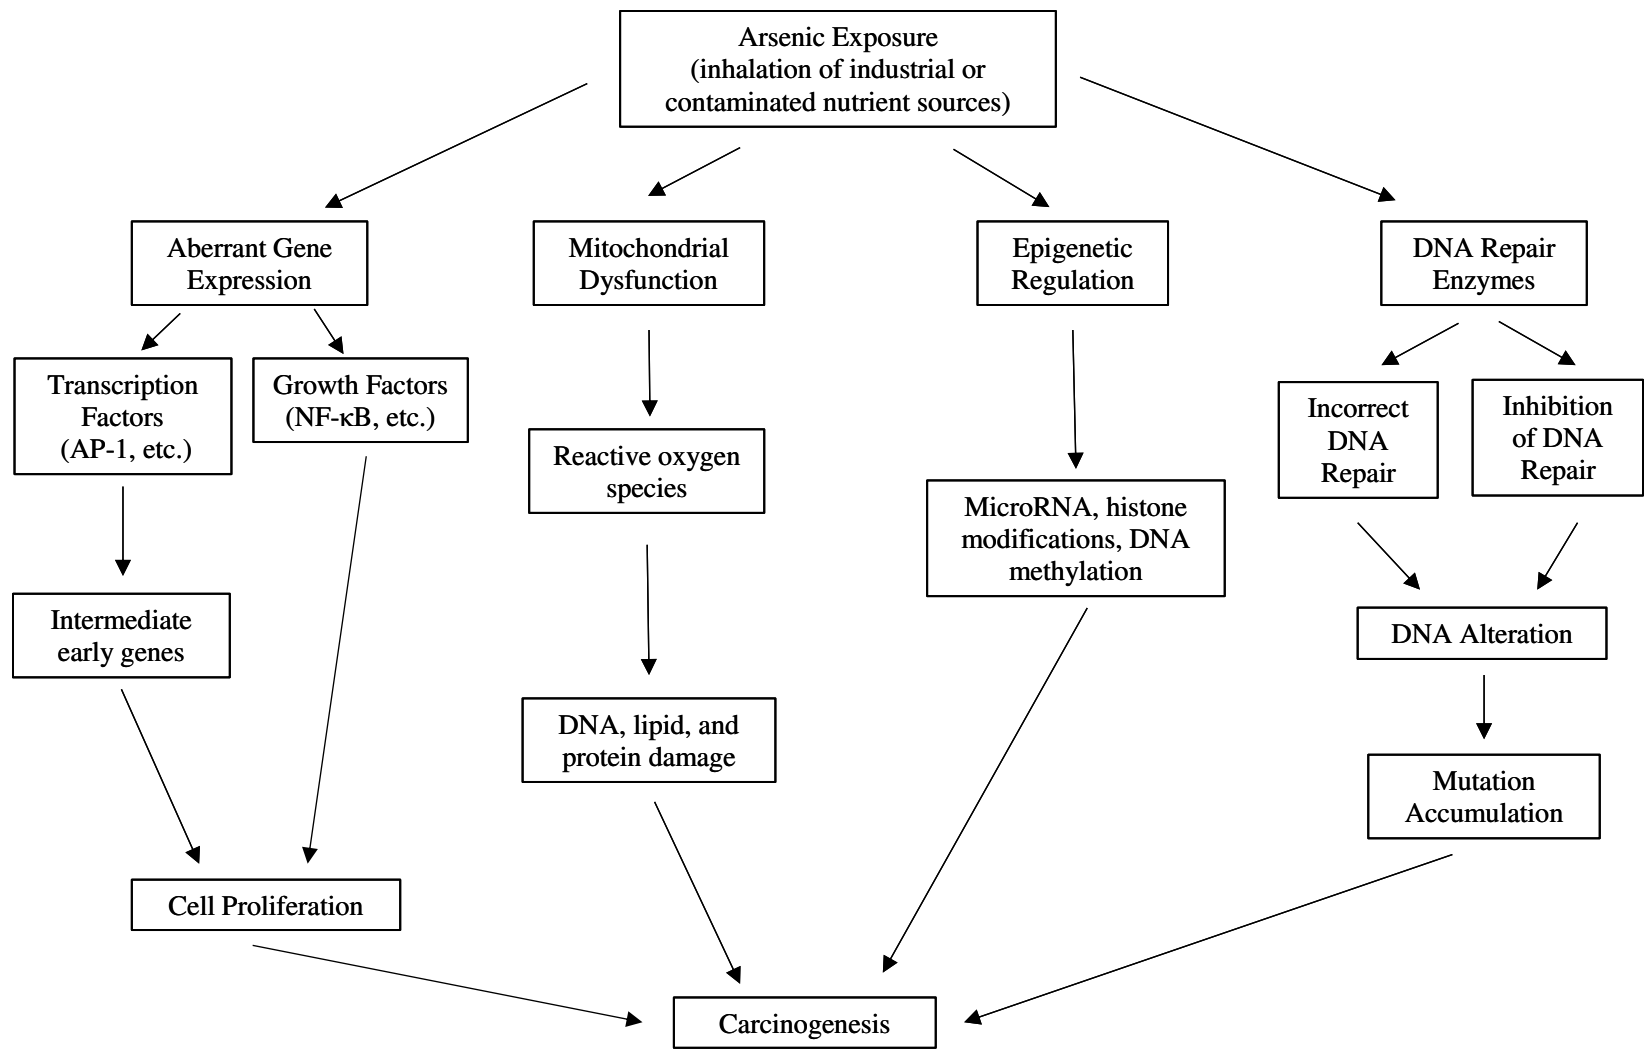 Arsenic Exposure
(inhalation of industrial or
contaminated nutrient sources)
Aberrant Gene
Expression
Mitochondrial
Dysfunction
Epigenetic
Regulation
DNA Repair
Enzymes
Transcription
Factors
(AP-1, etc.)
Growth Factors
(NF-κB, etc.)
Reactive oxygen
species
MicroRNA, histone
modifications, DNA
methylation
Incorrect
DNA
Repair
Inhibition
of DNA
Repair
Intermediate
early genes
DNA Alteration
DNA, lipid, and
protein damage
Mutation
Accumulation
Cell Proliferation
Carcinogenesis